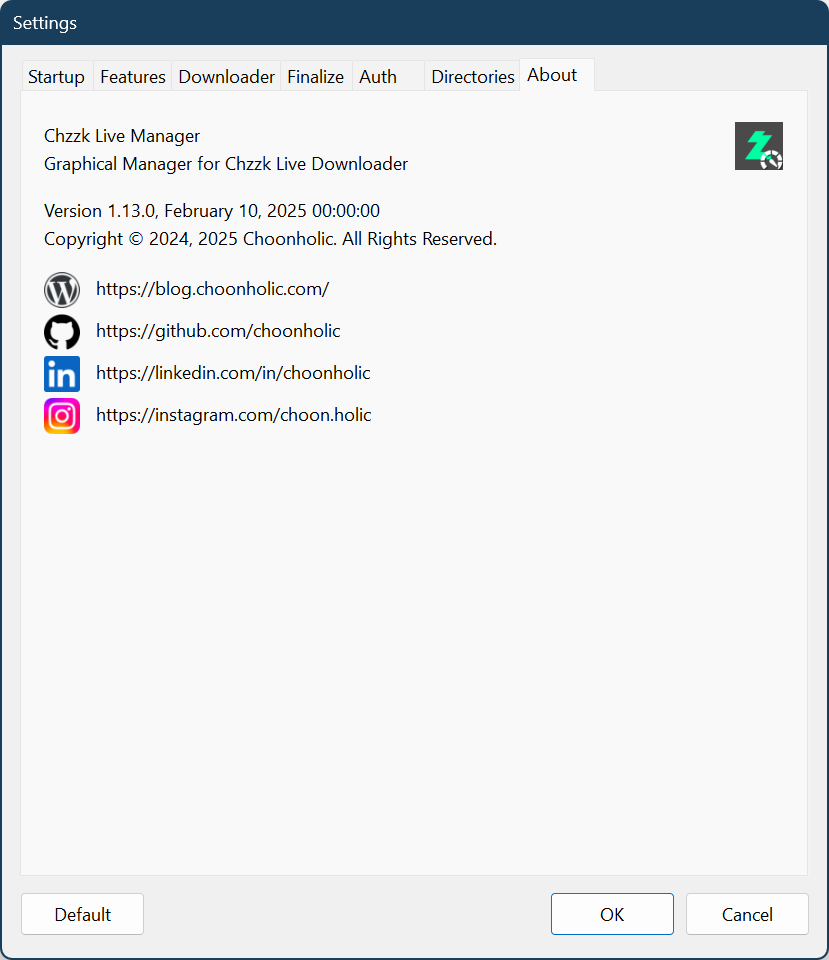 Settings
Startup Features Downloader Finalize Auth Directories About
Chzzk Live Manager
Graphical Manager for Chzzk Live Downloader
Version 1.13.0, February 10, 2025 00:00:00
Copyright © 2024, 2025 Choonholic. All Rights Reserved.
https://blog.choonholic.com/
https://github.com/choonholic
https://linkedin.com/in/choonholic
https://instagram.com/choon.holic
Default OK Cancel